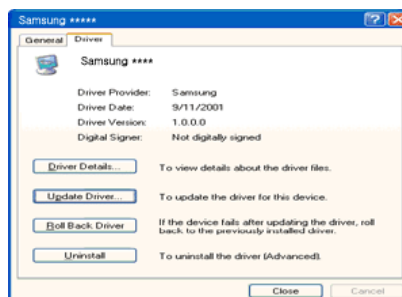 Samsung *****
General Driver
Samsung ****
Driver Provider: Samsung
Driver Date: 9/11/2001
Driver Version: 1.0.0.0
Digital Signer: Not digitally signed
Driver Details... To view details about the driver files.
Update Driver... To update the driver for this device.
Roll Back Driver If the device fails after updating the driver, roll
back to the previously installed driver.
Uninstall To uninstall the driver (Advanced).
Close Cancel